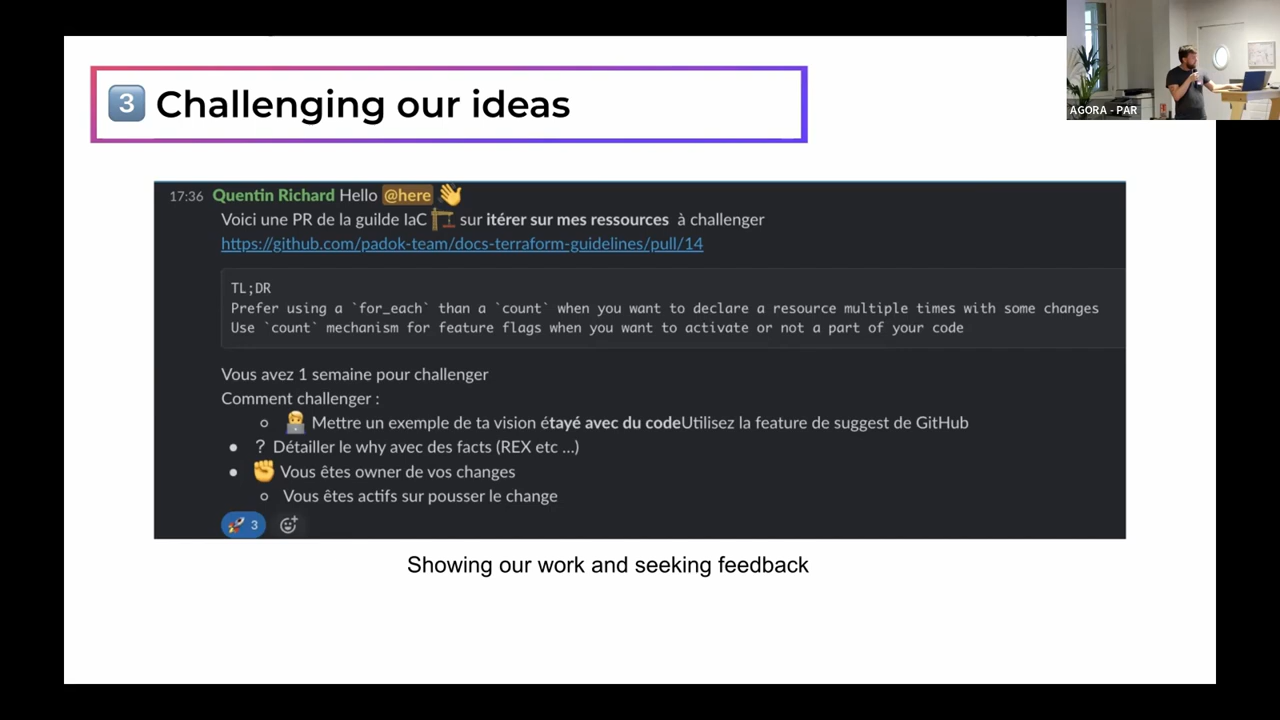 3 Challenging our ideas
AGORA - PAR
17:36 Quentin Richard Hello @here 👋
Voici une PR de la guilde IaC 🏗️ sur itérer sur mes ressources à challenger
https://github.com/padok-team/docs-terraform-guidelines/pull/14
TL;DR
Prefer using a `for_each` than a `count` when you want to declare a resource multiple times with some changes
Use `count` mechanism for feature flags when you want to activate or not a part of your code
Vous avez 1 semaine pour challenger
Comment challenger :
◦ 🧑‍💻 Mettre un exemple de ta vision étayé avec du codeUtilisez la feature de suggest de GitHub
• ? Détailler le why avec des facts (REX etc ...)
• ✊ Vous êtes owner de vos changes
◦ Vous êtes actifs sur pousser le change
🚀 3
Showing our work and seeking feedback